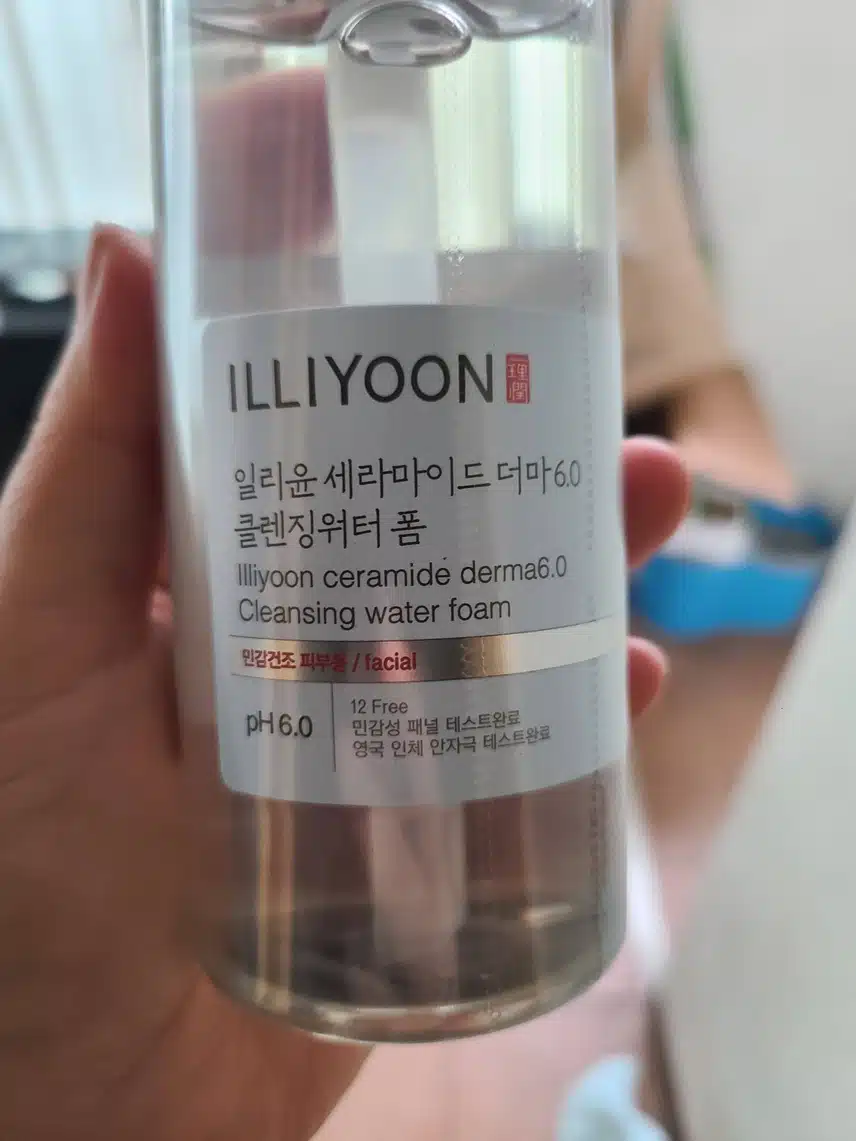 ILLIYOON 理潤
일리윤 세라마이드 더마6.0
클렌징워터 폼
Illiyoon ceramide derma6.0
Cleansing water foam
민감건조 피부용 / facial
pH 6.0
12 Free
민감성 패널 테스트완료
영국 인체 안자극 테스트완료